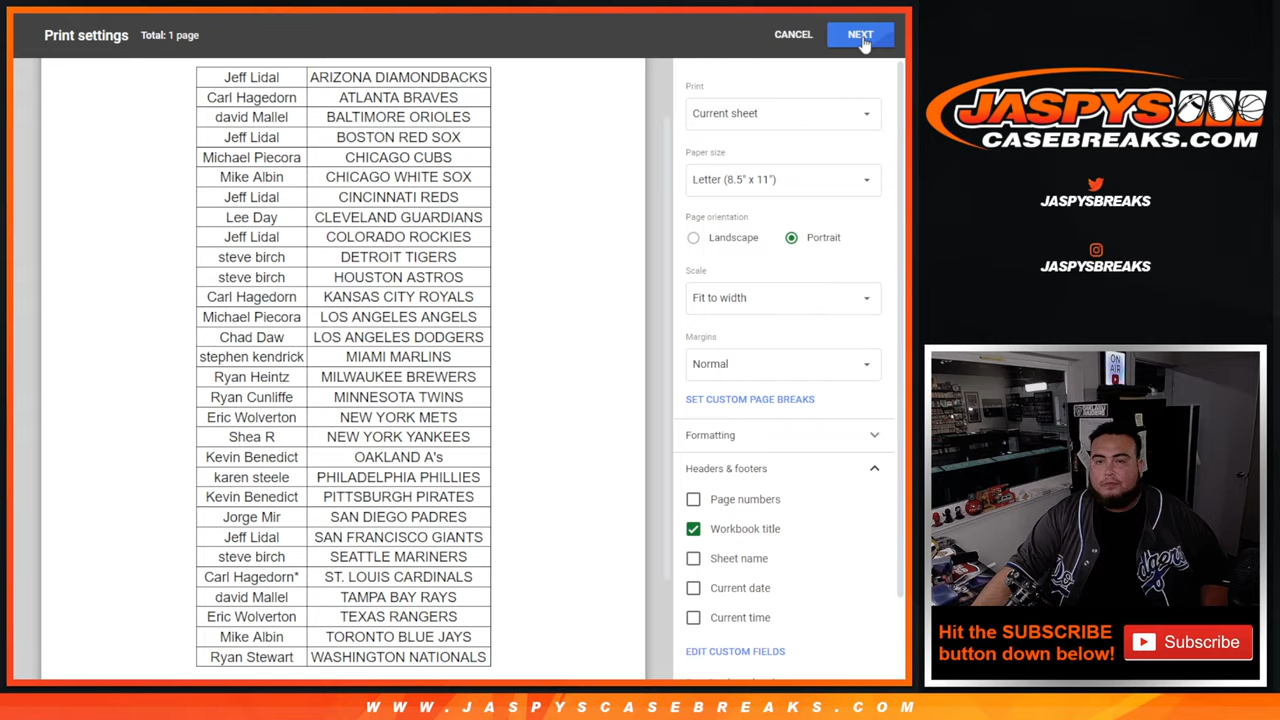 Print settings Total: 1 page CANCEL NEXT
Jeff Lidal ARIZONA DIAMONDBACKS
Carl Hagedorn ATLANTA BRAVES
david Mallel BALTIMORE ORIOLES
Jeff Lidal BOSTON RED SOX
Michael Piecora CHICAGO CUBS
Mike Albin CHICAGO WHITE SOX
Jeff Lidal CINCINNATI REDS
Lee Day CLEVELAND GUARDIANS
Jeff Lidal COLORADO ROCKIES
steve birch DETROIT TIGERS
steve birch HOUSTON ASTROS
Carl Hagedorn KANSAS CITY ROYALS
Michael Piecora LOS ANGELES ANGELS
Chad Daw LOS ANGELES DODGERS
stephen kendrick MIAMI MARLINS
Ryan Heintz MILWAUKEE BREWERS
Ryan Cunliffe MINNESOTA TWINS
Eric Wolverton NEW YORK METS
Shea R NEW YORK YANKEES
Kevin Benedict OAKLAND A's
karen steele PHILADELPHIA PHILLIES
Kevin Benedict PITTSBURGH PIRATES
Jorge Mir SAN DIEGO PADRES
Jeff Lidal SAN FRANCISCO GIANTS
steve birch SEATTLE MARINERS
Carl Hagedorn* ST. LOUIS CARDINALS
david Mallel TAMPA BAY RAYS
Eric Wolverton TEXAS RANGERS
Mike Albin TORONTO BLUE JAYS
Ryan Stewart WASHINGTON NATIONALS
Print
Current sheet
Paper size
Letter (8.5" x 11")
Page orientation
Landscape Portrait
Scale
Fit to width
Margins
Normal
SET CUSTOM PAGE BREAKS
Formatting
Headers & footers
Page numbers
Workbook title
Sheet name
Current date
Current time
EDIT CUSTOM FIELDS
JASPYS
CASEBREAKS.COM
JASPYSBREAKS
JASPYSBREAKS
ON
AIR
Dodgers
Hit the SUBSCRIBE
button down below!
Subscribe
WWW.JASPYSCASEBREAKS.COM